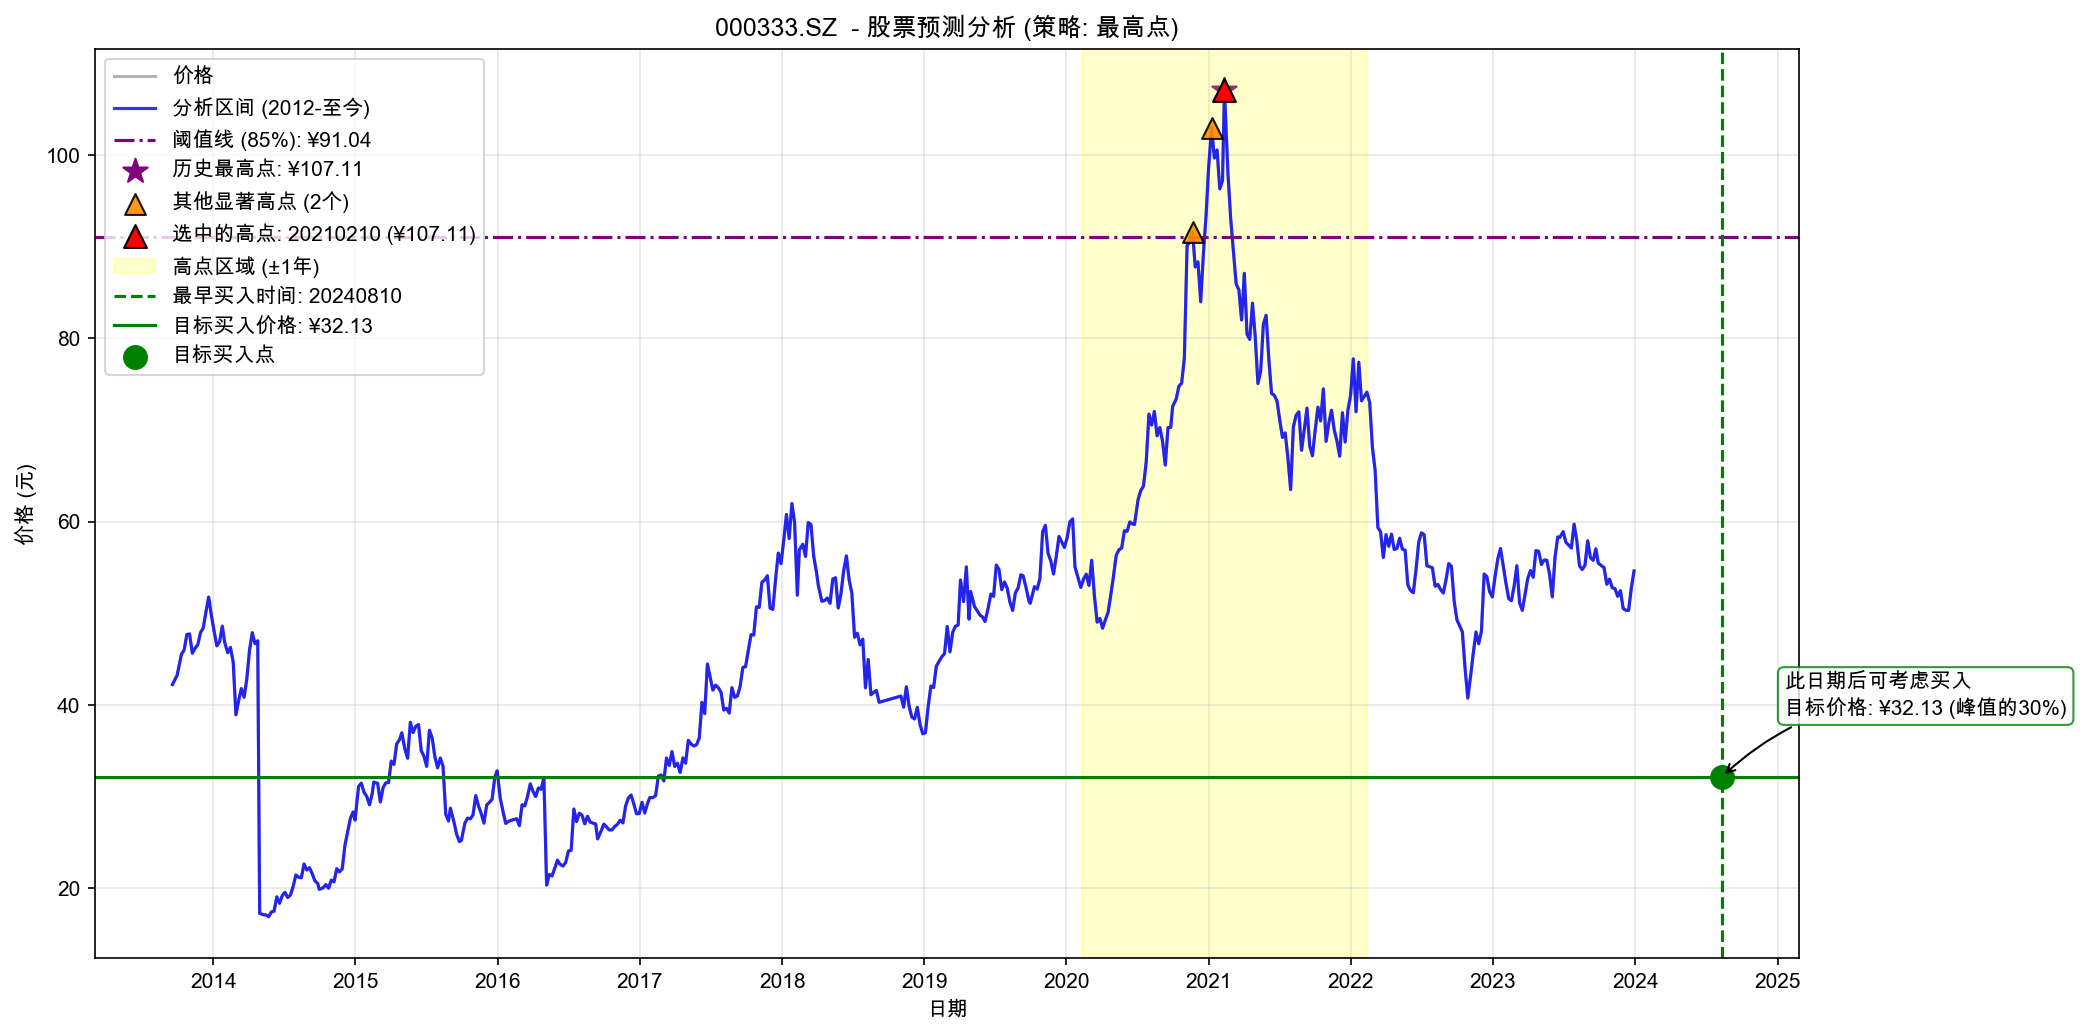 000333.SZ - 股票预测分析 (策略: 最高点)
价格
分析区间 (2012-至今)
阈值线 (85%): ¥91.04
历史最高点: ¥107.11
其他显著高点 (2个)
选中的高点: 20210210 (¥107.11)
高点区域 (±1年)
最早买入时间: 20240810
目标买入价格: ¥32.13
目标买入点
价格 (元)
100
80
60
40
20
此日期后可考虑买入
目标价格: ¥32.13 (峰值的30%)
2014
2015
2016
2017
2018
2019
2020
2021
2022
2023
2024
2025
日期